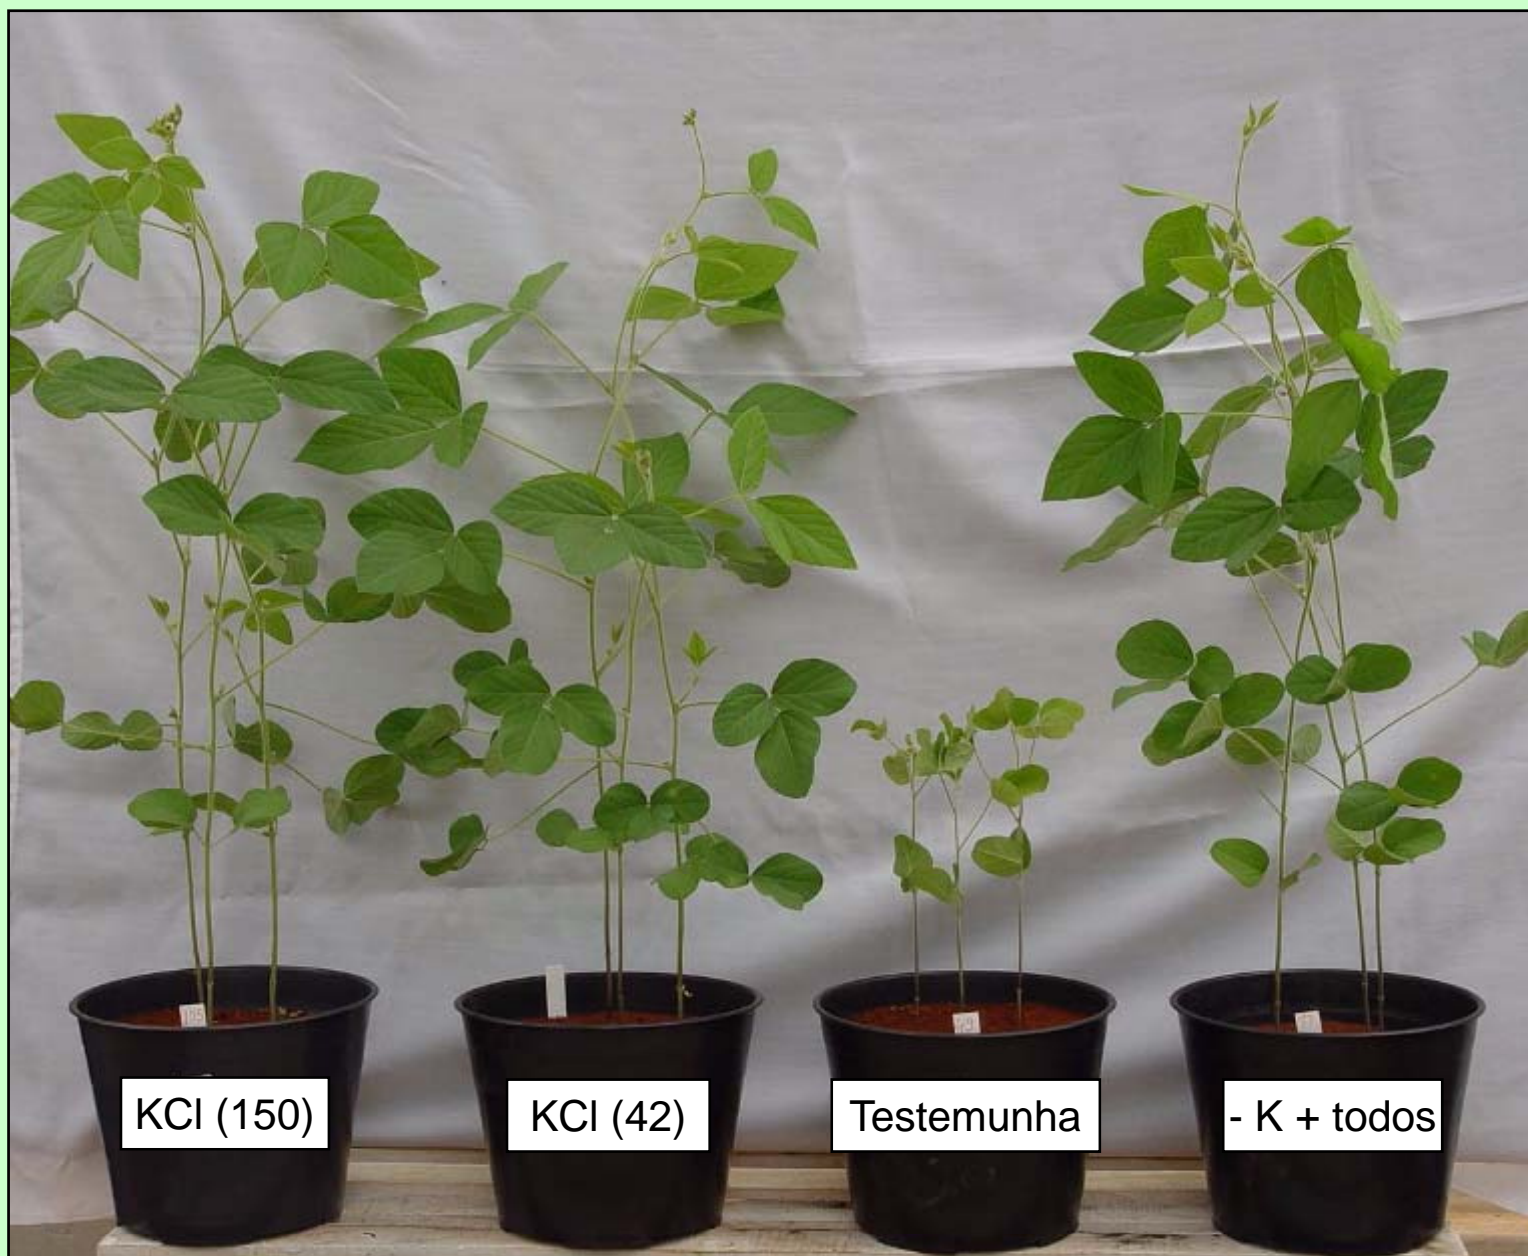 KCl (150)
KCl (42)
Testemunha
- K + todos